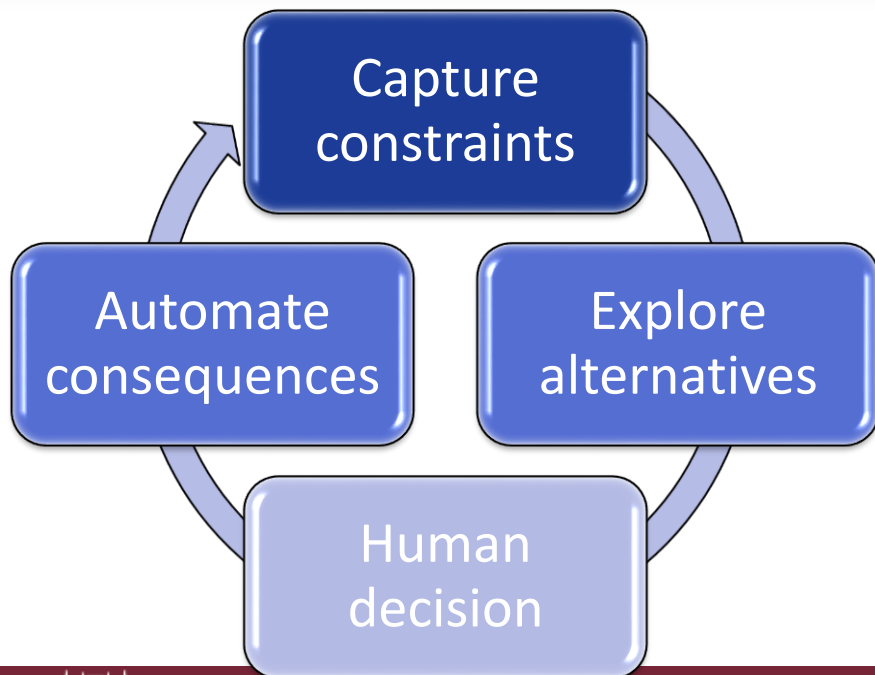 Capture
constraints
Explore
alternatives
Human
decision
Automate
consequences